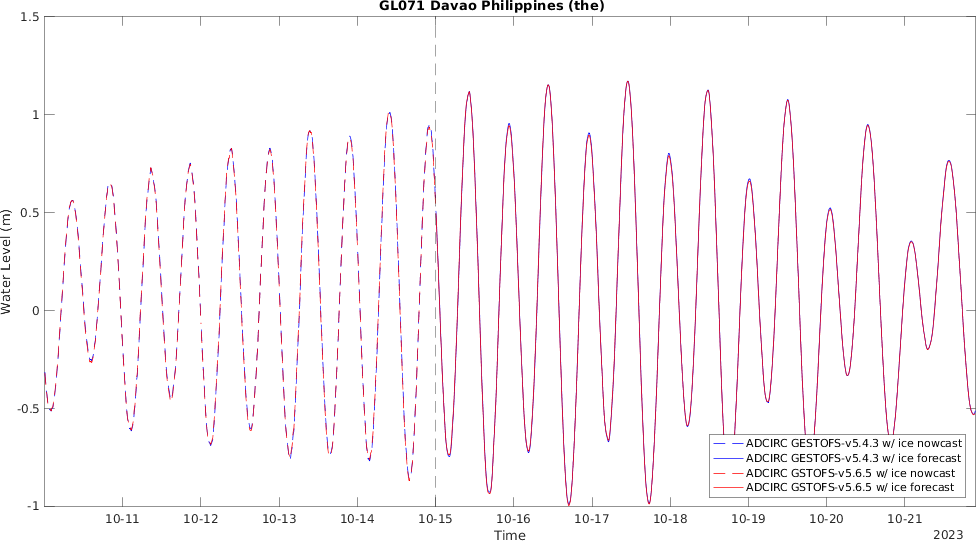 GL071 Davao Philippines (the)
1.5
1
0.5
0
-0.5
-1
Water Level (m)
ADCIRC GESTOFS-v5.4.3 w/ ice nowcast
ADCIRC GESTOFS-v5.4.3 w/ ice forecast
ADCIRC GSTOFS-v5.6.5 w/ ice nowcast
ADCIRC GSTOFS-v5.6.5 w/ ice forecast
10-11 10-12 10-13 10-14 10-15 10-16 10-17 10-18 10-19 10-20 10-21
Time
2023